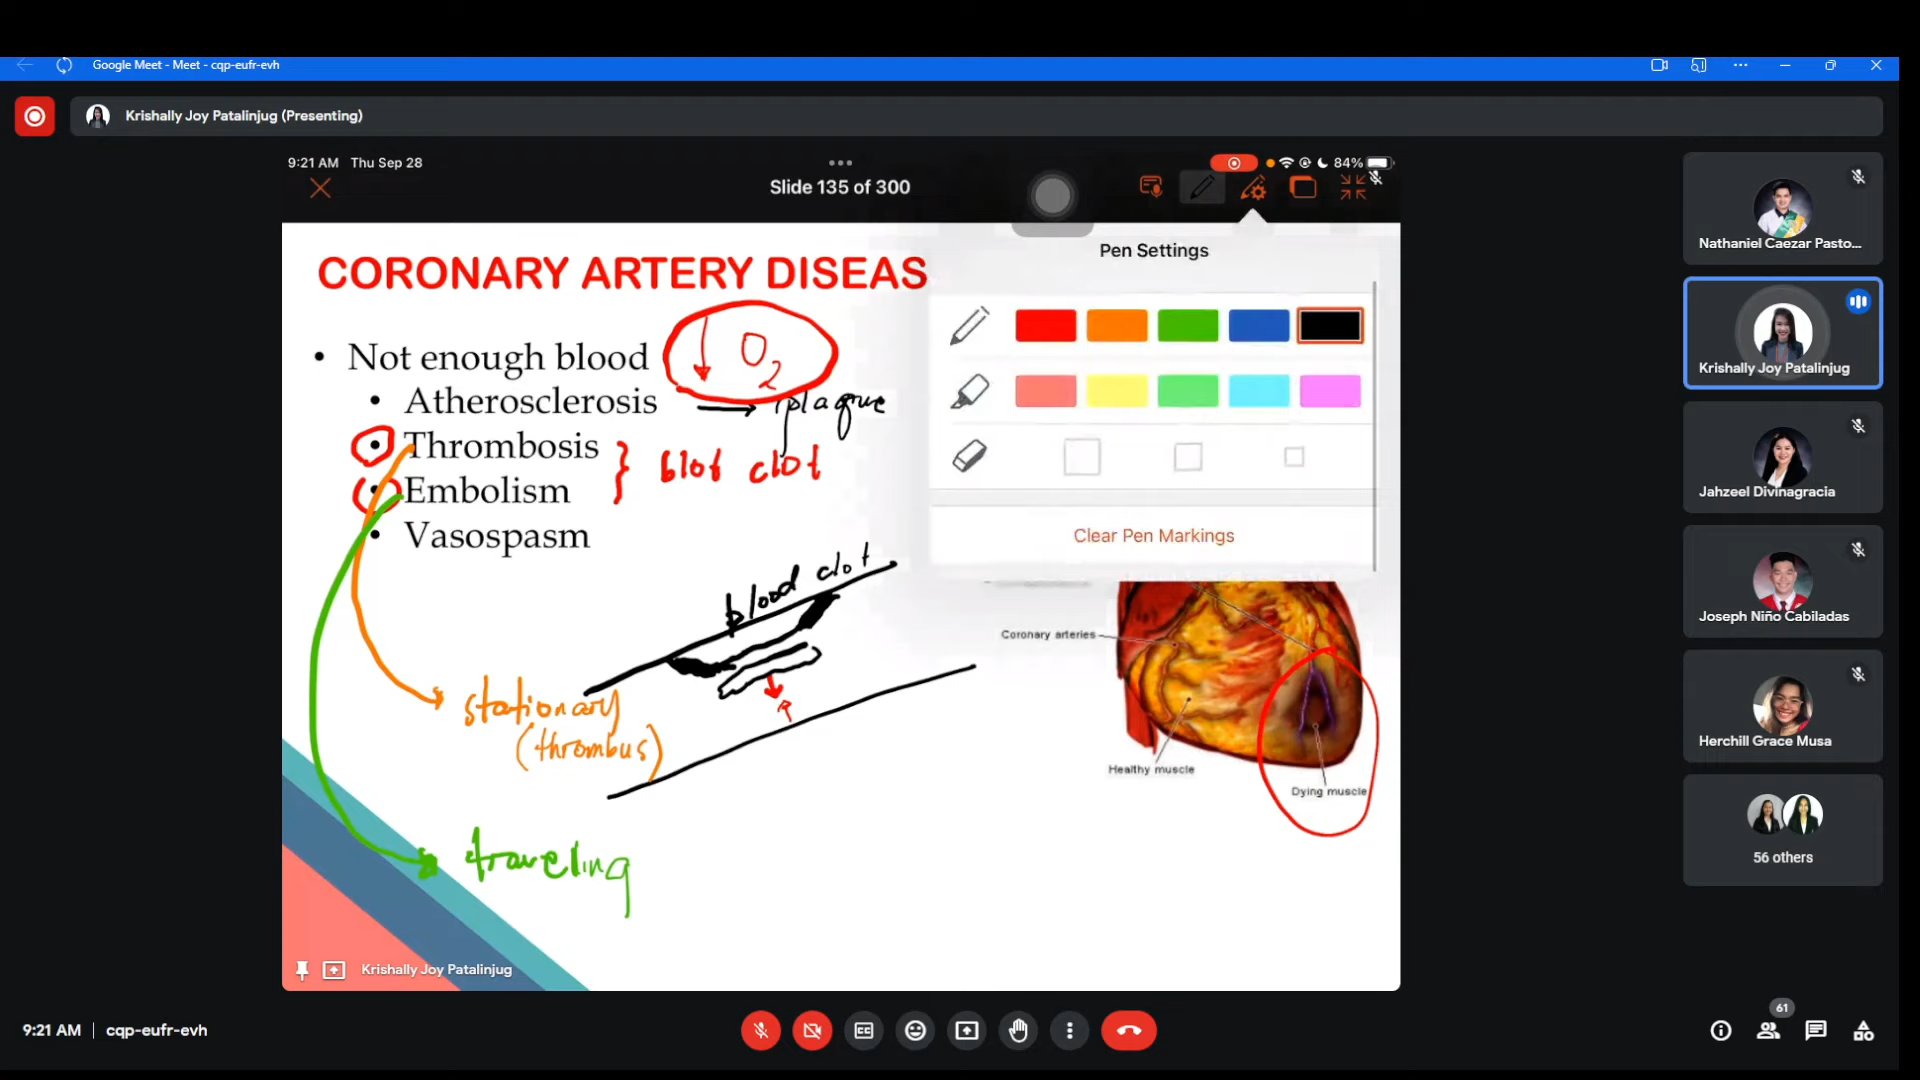 Google Meet - Meet - cqp-eufr-evh
Krishally Joy Patalinjug (Presenting)
9:21 AM Thu Sep 28
84%
Slide 135 of 300
Pen Settings
Clear Pen Markings
CORONARY ARTERY DISEAS
• Not enough blood
O2
• Atherosclerosis
plaque
• Thrombosis
• Embolism
blot clot
• Vasospasm
blood clot
stationary
(thrombus)
traveling
Coronary arteries
Healthy muscle
Dying muscle
Krishally Joy Patalinjug
Nathaniel Caezar Pasto...
Krishally Joy Patalinjug
Jahzeel Divinagracia
Joseph Niño Cabiladas
Herchill Grace Musa
56 others
9:21 AM | cqp-eufr-evh
61